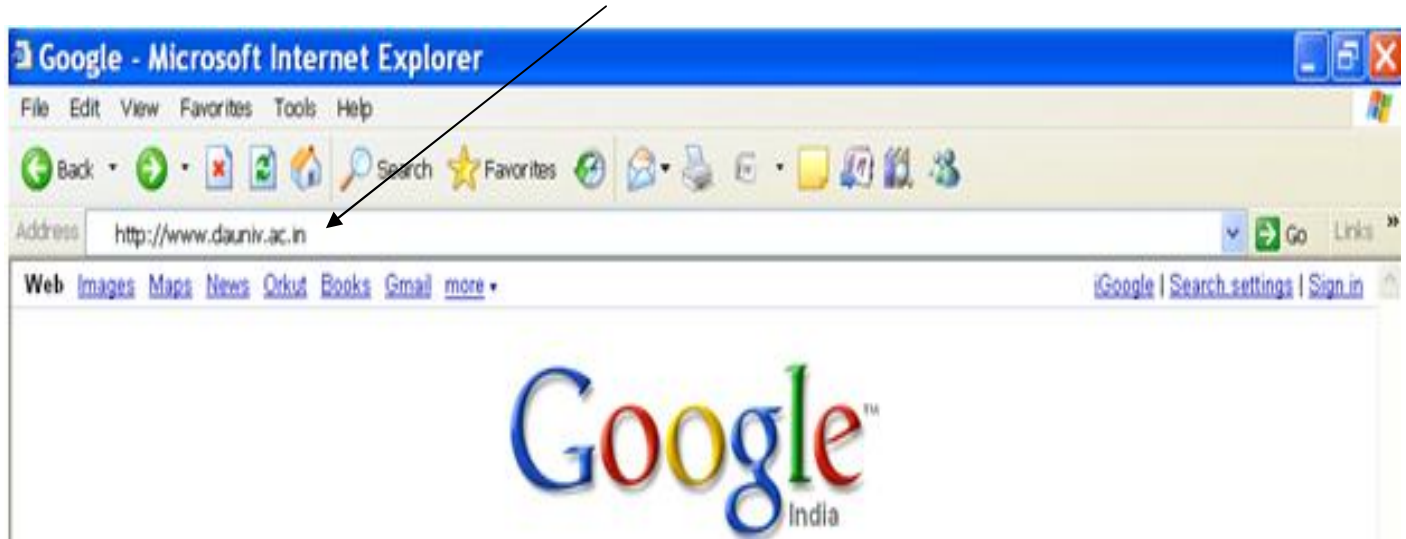 Google - Microsoft Internet Explorer
File Edit View Favorites Tools Help
Back Search Favorites
Address http://www.dauniv.ac.in Go Links »
Web Images Maps News Orkut Books Gmail more iGoogle | Search settings | Sign in
Google™
India